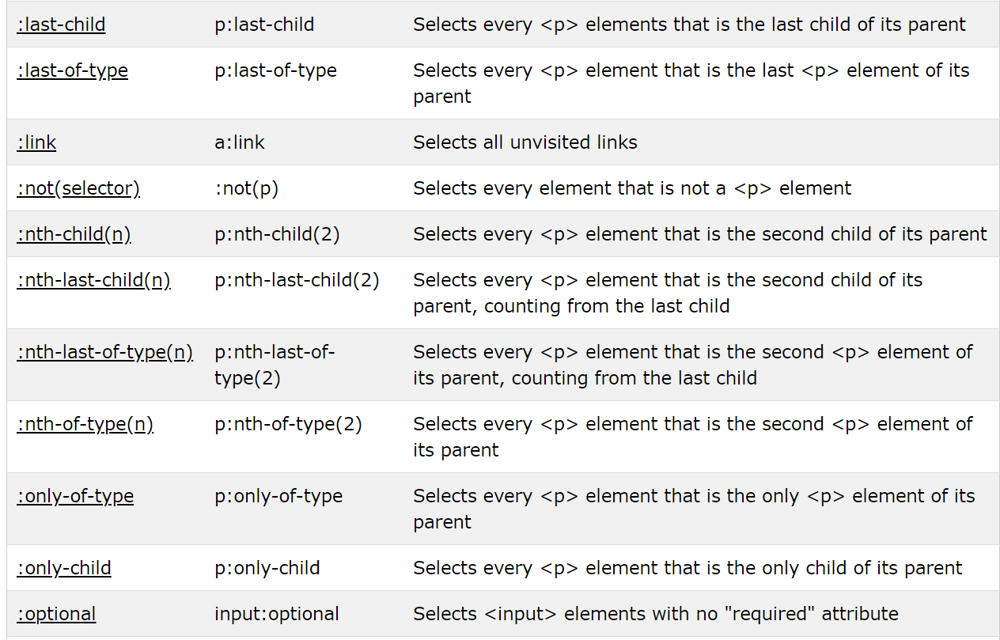 :last-child p:last-child Selects every <p> elements that is the last child of its parent
:last-of-type p:last-of-type Selects every <p> element that is the last <p> element of its
parent
:link a:link Selects all unvisited links
:not(selector) :not(p) Selects every element that is not a <p> element
:nth-child(n) p:nth-child(2) Selects every <p> element that is the second child of its parent
:nth-last-child(n) p:nth-last-child(2) Selects every <p> element that is the second child of its
parent, counting from the last child
:nth-last-of-type(n) p:nth-last-of- Selects every <p> element that is the second <p> element of
type(2) its parent, counting from the last child
:nth-of-type(n) p:nth-of-type(2) Selects every <p> element that is the second <p> element of
its parent
:only-of-type p:only-of-type Selects every <p> element that is the only <p> element of its
parent
:only-child p:only-child Selects every <p> element that is the only child of its parent
:optional input:optional Selects <input> elements with no "required" attribute